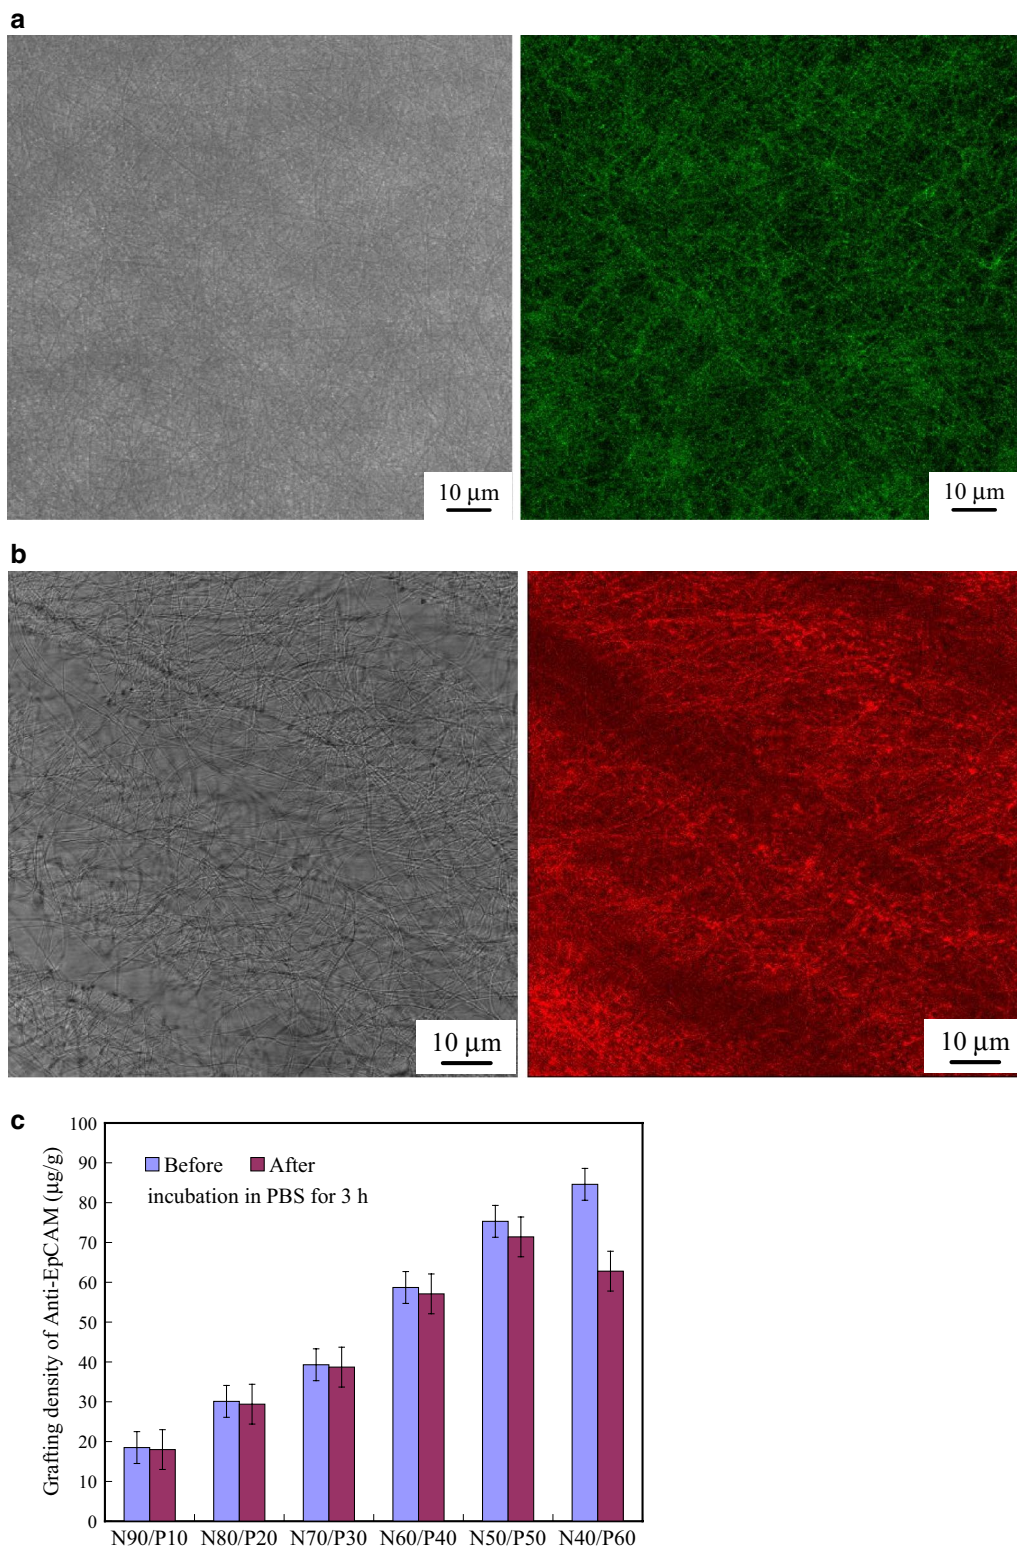 a
10 µm
10 µm
b
10 µm
10 µm
c
Grafting density of Anti-EpCAM (µg/g)
100
90
80
70
60
50
40
30
20
10
0
Before After
incubation in PBS for 3 h
N90/P10 N80/P20 N70/P30 N60/P40 N50/P50 N40/P60